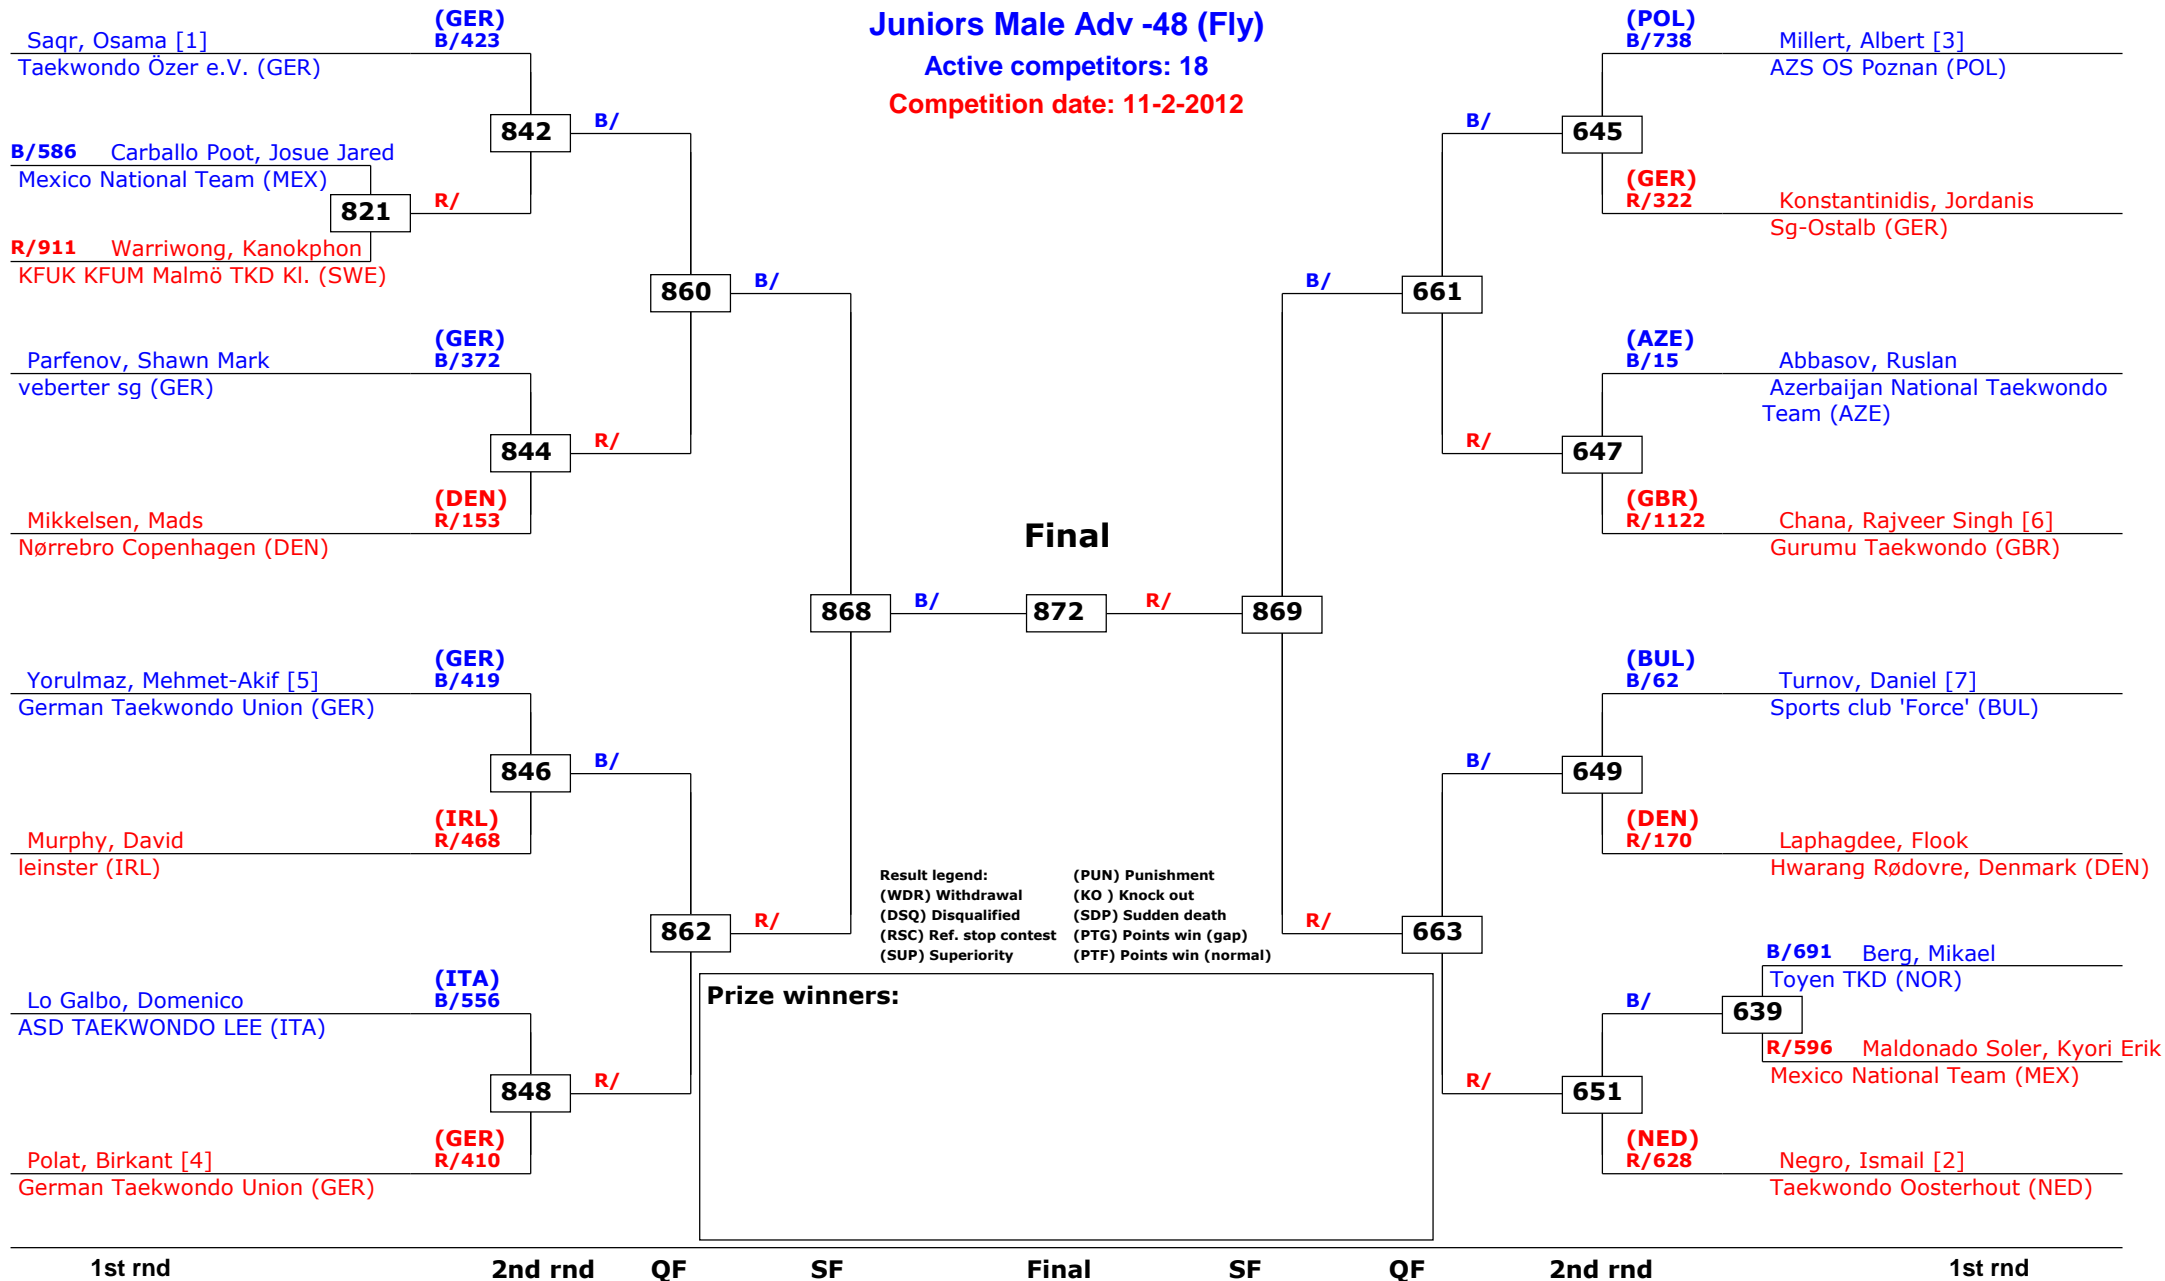 Juniors Male Adv -48 (Fly)
Active competitors: 18
Competition date: 11-2-2012
(GER)
Saqr, Osama [1] B/423
Taekwondo Özer e.V. (GER)
842 B/
B/586 Carballo Poot, Josue Jared
Mexico National Team (MEX)
821 R/
R/911 Warriwong, Kanokphon
KFUK KFUM Malmö TKD Kl. (SWE)
860 B/
(GER)
Parfenov, Shawn Mark B/372
veberter sg (GER)
844 R/
(DEN)
Mikkelsen, Mads R/153
Nørrebro Copenhagen (DEN)
868 B/
(GER)
Yorulmaz, Mehmet-Akif [5] B/419
German Taekwondo Union (GER)
846 B/
(IRL)
Murphy, David R/468
leinster (IRL)
862 R/
(ITA)
Lo Galbo, Domenico B/556
ASD TAEKWONDO LEE (ITA)
848 R/
(GER)
Polat, Birkant [4] R/410
German Taekwondo Union (GER)
Final
872
(POL)
B/738 Millert, Albert [3]
AZS OS Poznan (POL)
B/ 645
(GER)
R/322 Konstantinidis, Jordanis
Sg-Ostalb (GER)
B/ 661
(AZE)
B/15 Abbasov, Ruslan
Azerbaijan National Taekwondo
Team (AZE)
R/ 647
(GBR)
R/1122 Chana, Rajveer Singh [6]
Gurumu Taekwondo (GBR)
R/ 869
(BUL)
B/62 Turnov, Daniel [7]
Sports club 'Force' (BUL)
B/ 649
(DEN)
R/170 Laphagdee, Flook
Hwarang Rødovre, Denmark (DEN)
R/ 663
B/691 Berg, Mikael
Toyen TKD (NOR)
B/ 639
R/596 Maldonado Soler, Kyori Erik
Mexico National Team (MEX)
R/ 651
(NED)
R/628 Negro, Ismail [2]
Taekwondo Oosterhout (NED)
Result legend: (PUN) Punishment
(WDR) Withdrawal (KO ) Knock out
(DSQ) Disqualified (SDP) Sudden death
(RSC) Ref. stop contest (PTG) Points win (gap)
(SUP) Superiority (PTF) Points win (normal)
Prize winners:
1st rnd 2nd rnd QF SF Final SF QF 2nd rnd 1st rnd